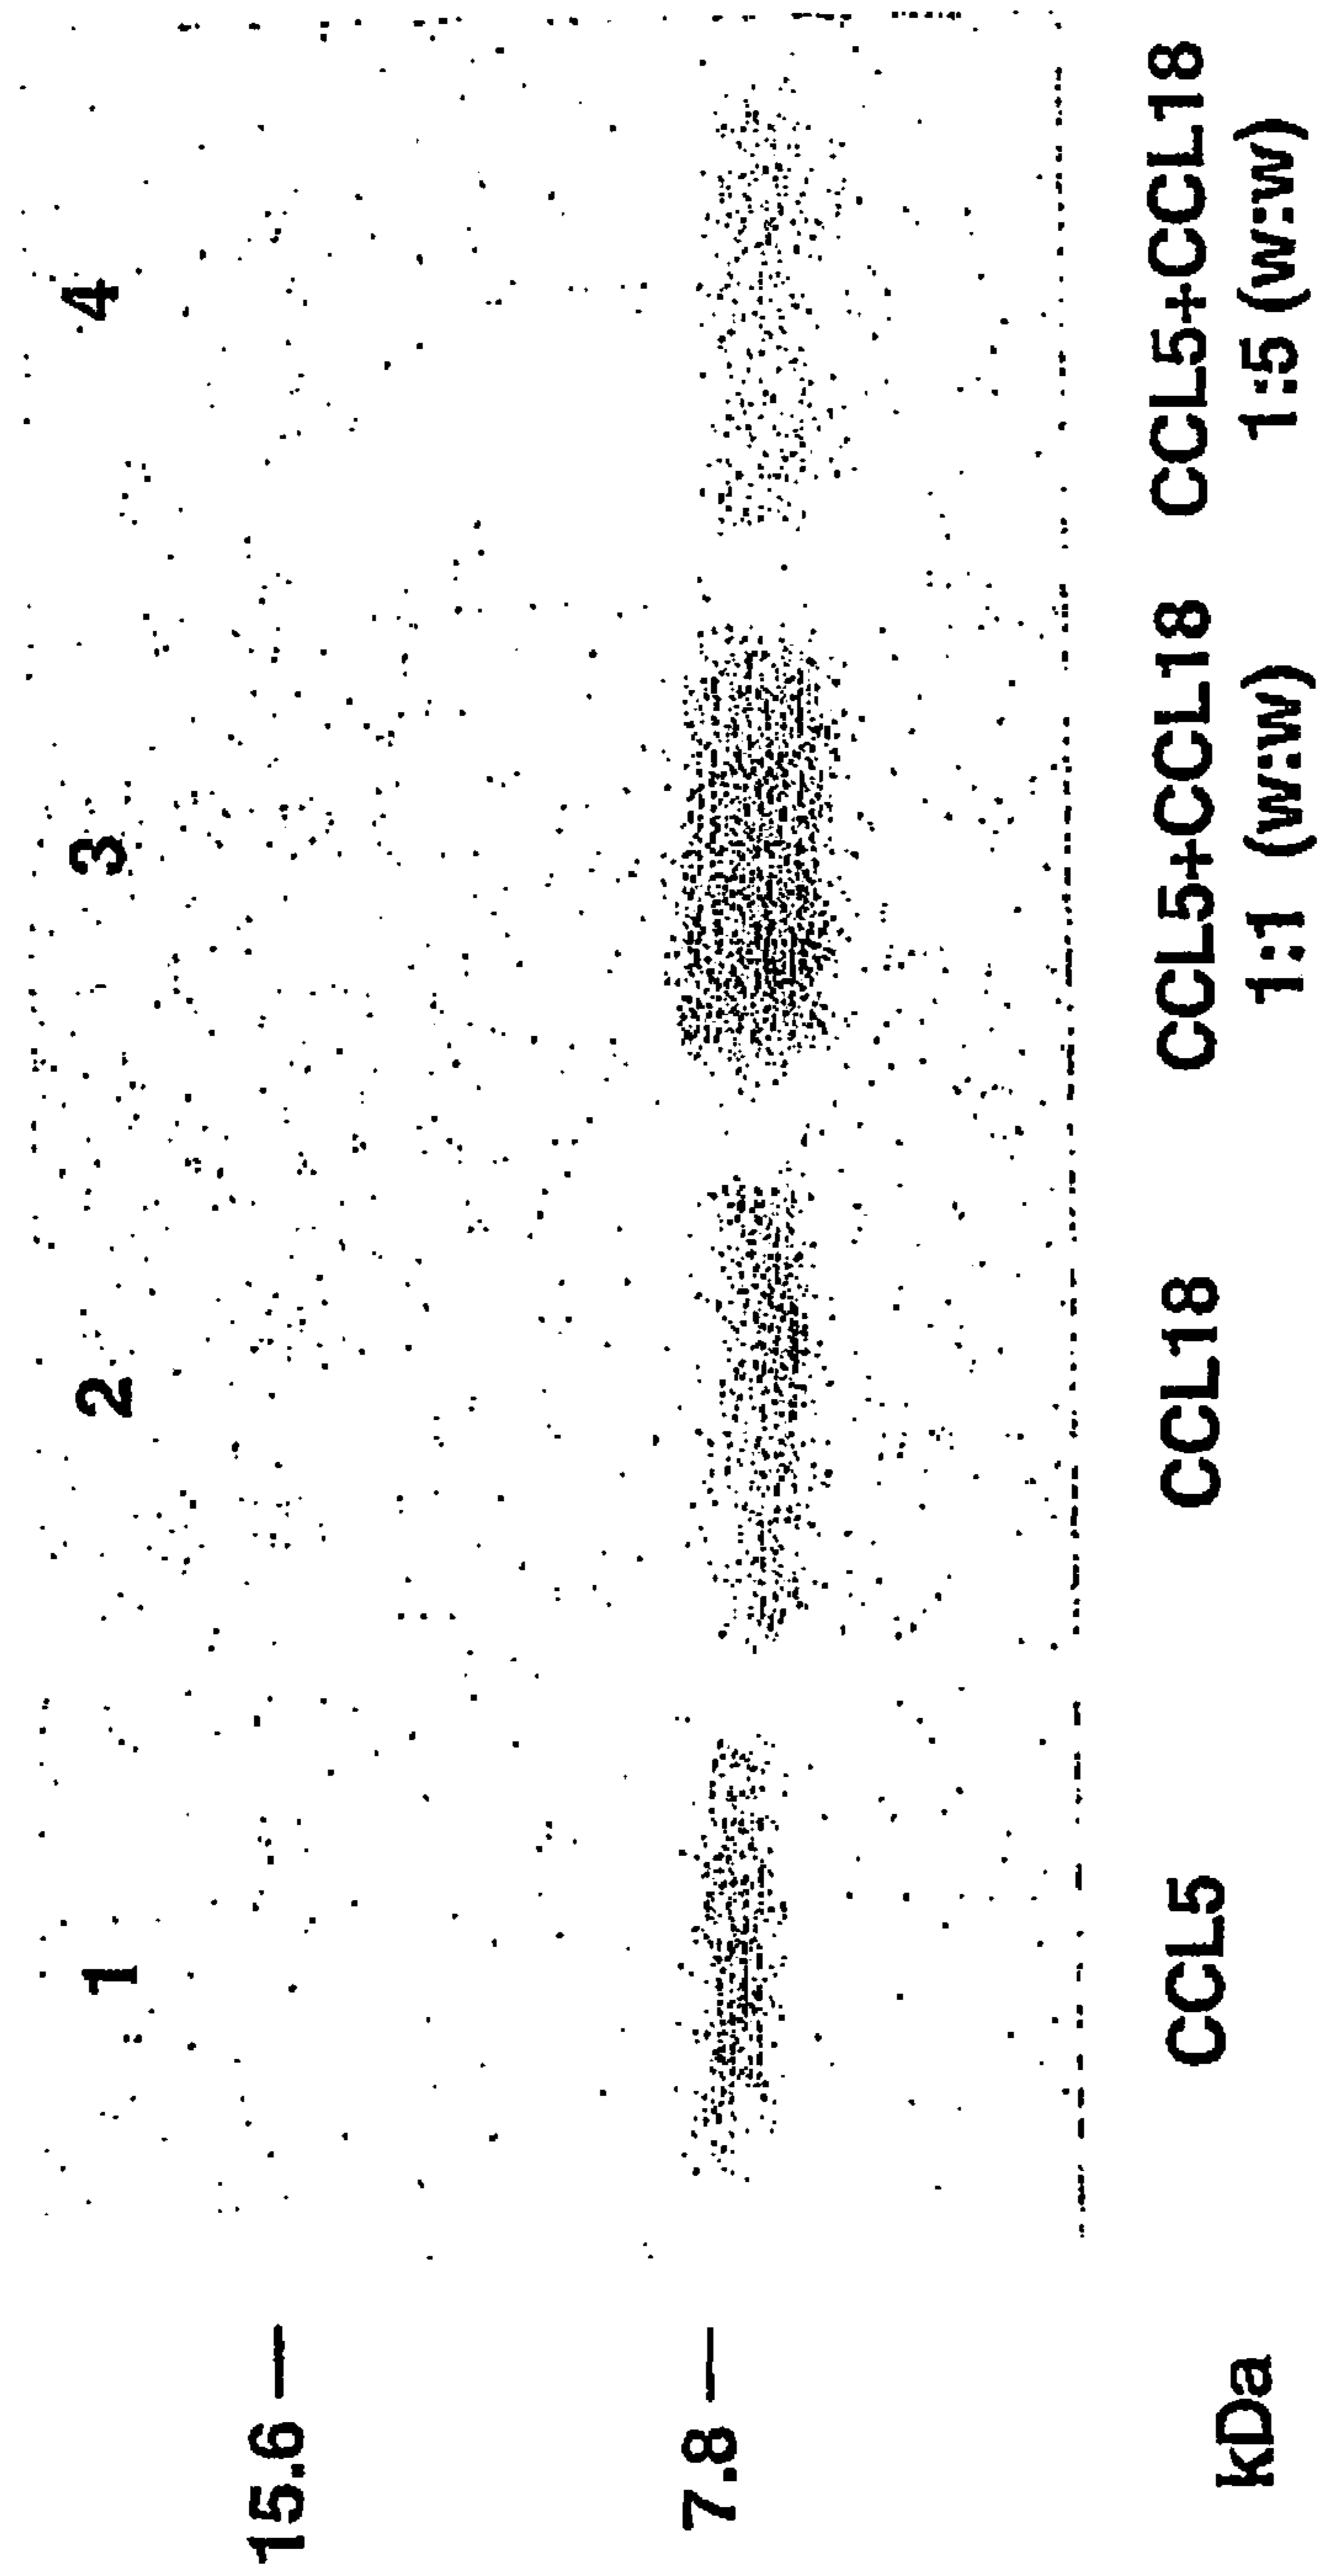 1 2 3 4
15.6
7.8
kDa CCL5 CCL18 CCL5+CCL18 CCL5+CCL18
1:1 (w:w) 1:5 (w:w)